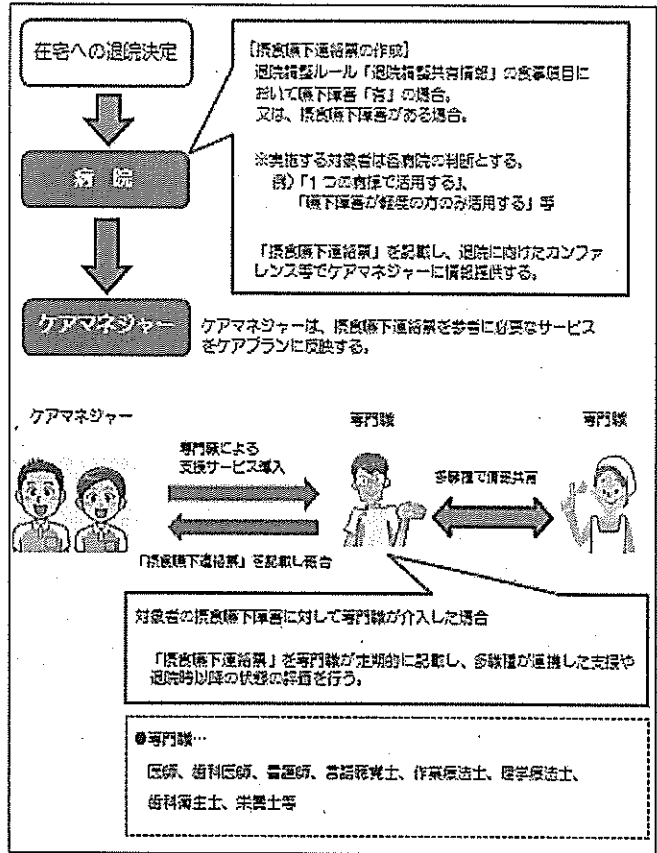 在宅への退院決定
［摂食嚥下連絡票の作成］
退院調整ルール「退院調整共有情報」の食事項目に
おいて嚥下障害「有」の場合。
又は、摂食嚥下障害がある場合。
病 院
※実施する対象者は各病院の判断とする。
例）「１つの病棟で活用する」、
「嚥下障害が軽度の方のみ活用する」等
「摂食嚥下連絡票」を記載し、退院に向けたカンファ
レンス等でケアマネジャーに情報提供する。
ケアマネジャー
ケアマネジャーは、摂食嚥下連絡票を参考に必要なサービス
をケアプランに反映する。
ケアマネジャー
専門職
専門職
専門職による
支援サービス導入
多職種で情報共有
「摂食嚥下連絡票」を記載し報告
対象者の摂食嚥下障害に対して専門職が介入した場合
「摂食嚥下連絡票」を専門職が定期的に記載し、多職種が連携した支援や
退院時以降の状態の評価を行う。
●専門職…
医師、歯科医師、看護師、言語聴覚士、作業療法士、理学療法士、
歯科衛生士、栄養士等